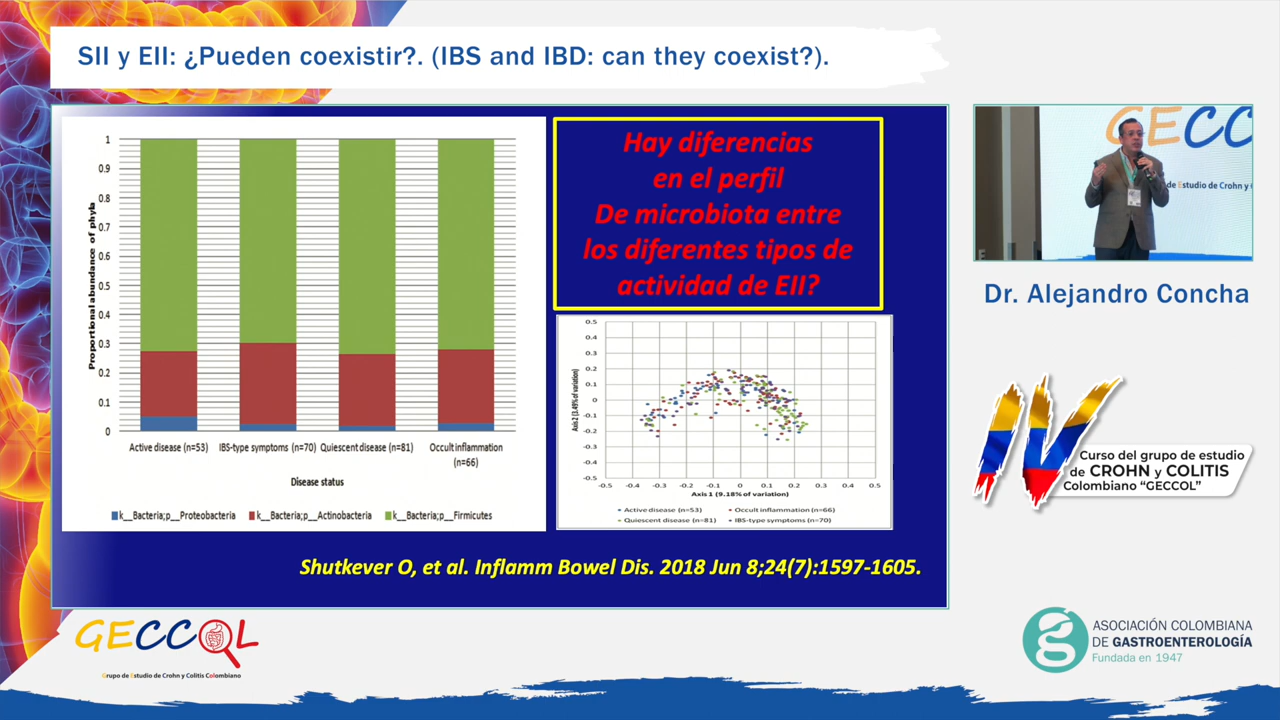 SII y EII: ¿Pueden coexistir?. (IBS and IBD: can they coexist?).
Proportional abundance of phyla
1
0.9
0.8
0.7
0.6
0.5
0.4
0.3
0.2
0.1
0
Active disease (n=53) IBS-type symptoms (n=70) Quiescent disease (n=81) Occult inflammation
(n=66)
Disease status
k__Bacteria;p__Proteobacteria k__Bacteria;p__Actinobacteria k__Bacteria;p__Firmicutes
Hay diferencias
en el perfil
De microbiota entre
los diferentes tipos de
actividad de EII?
Axis2 (3.49% of variation)
0.5
0.4
0.3
0.2
0.1
0
-0.1
-0.2
-0.3
-0.4
-0.5
-0.5 -0.4 -0.3 -0.2 -0.1 0 0.1 0.2 0.3 0.4 0.5
Axis 1 (9.18% of variation)
Active disease (n=53) Occult inflammation (n=66)
Quiescent disease (n=81) IBS-type symptoms (n=70)
Shutkever O, et al. Inflamm Bowel Dis. 2018 Jun 8;24(7):1597-1605.
GECC
de Estudio de Crohn y
Dr. Alejandro Concha
IV
Curso del grupo de estudio
de CROHN y COLITIS
Colombiano "GECCOL"
GECCOL
Grupo de Estudio de Crohn y Colitis Colombiano
ASOCIACIÓN COLOMBIANA
DE GASTROENTEROLOGÍA
Fundada en 1947